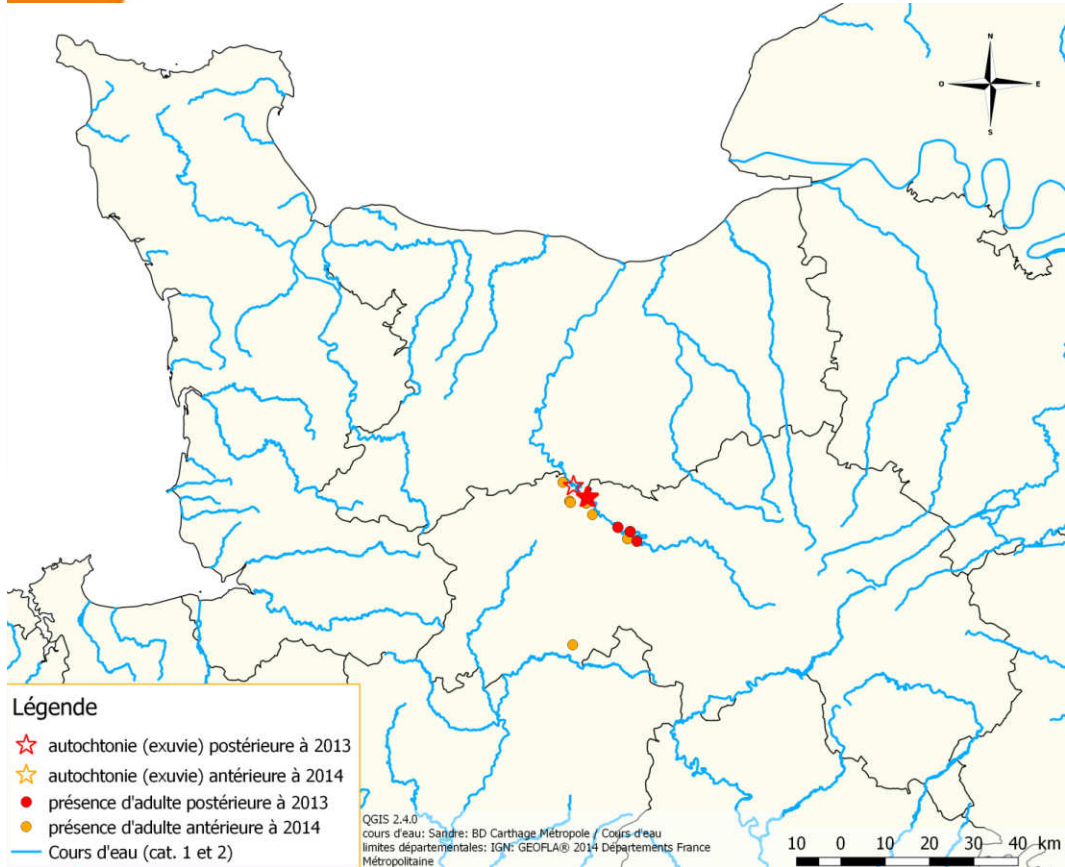 N
O
E
S
Légende
autochtonie (exuvie) postérieure à 2013
autochtonie (exuvie) antérieure à 2014
présence d'adulte postérieure à 2013
présence d'adulte antérieure à 2014
Cours d'eau (cat. 1 et 2)
QGIS 2.4.0
cours d'eau: Sandre: BD Carthage Métropole / Cours d'eau
limites départementales: IGN: GEOFLA® 2014 Départements France
Métropolitaine
10 0 10 20 30 40 km